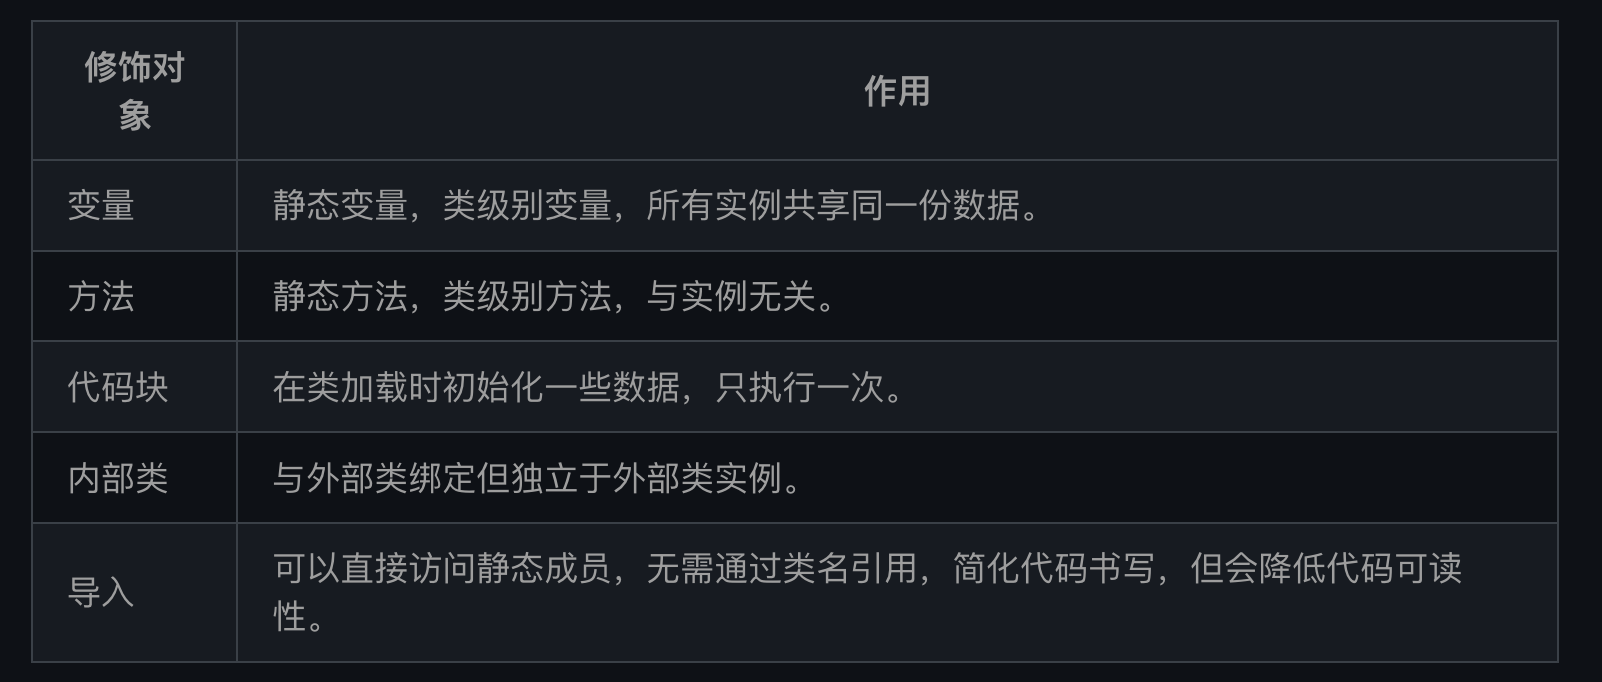 修饰对
象
作用
变量
静态变量，类级别变量，所有实例共享同一份数据。
方法
静态方法，类级别方法，与实例无关。
代码块
在类加载时初始化一些数据，只执行一次。
内部类
与外部类绑定但独立于外部类实例。
导入
可以直接访问静态成员，无需通过类名引用，简化代码书写，但会降低代码可读
性。